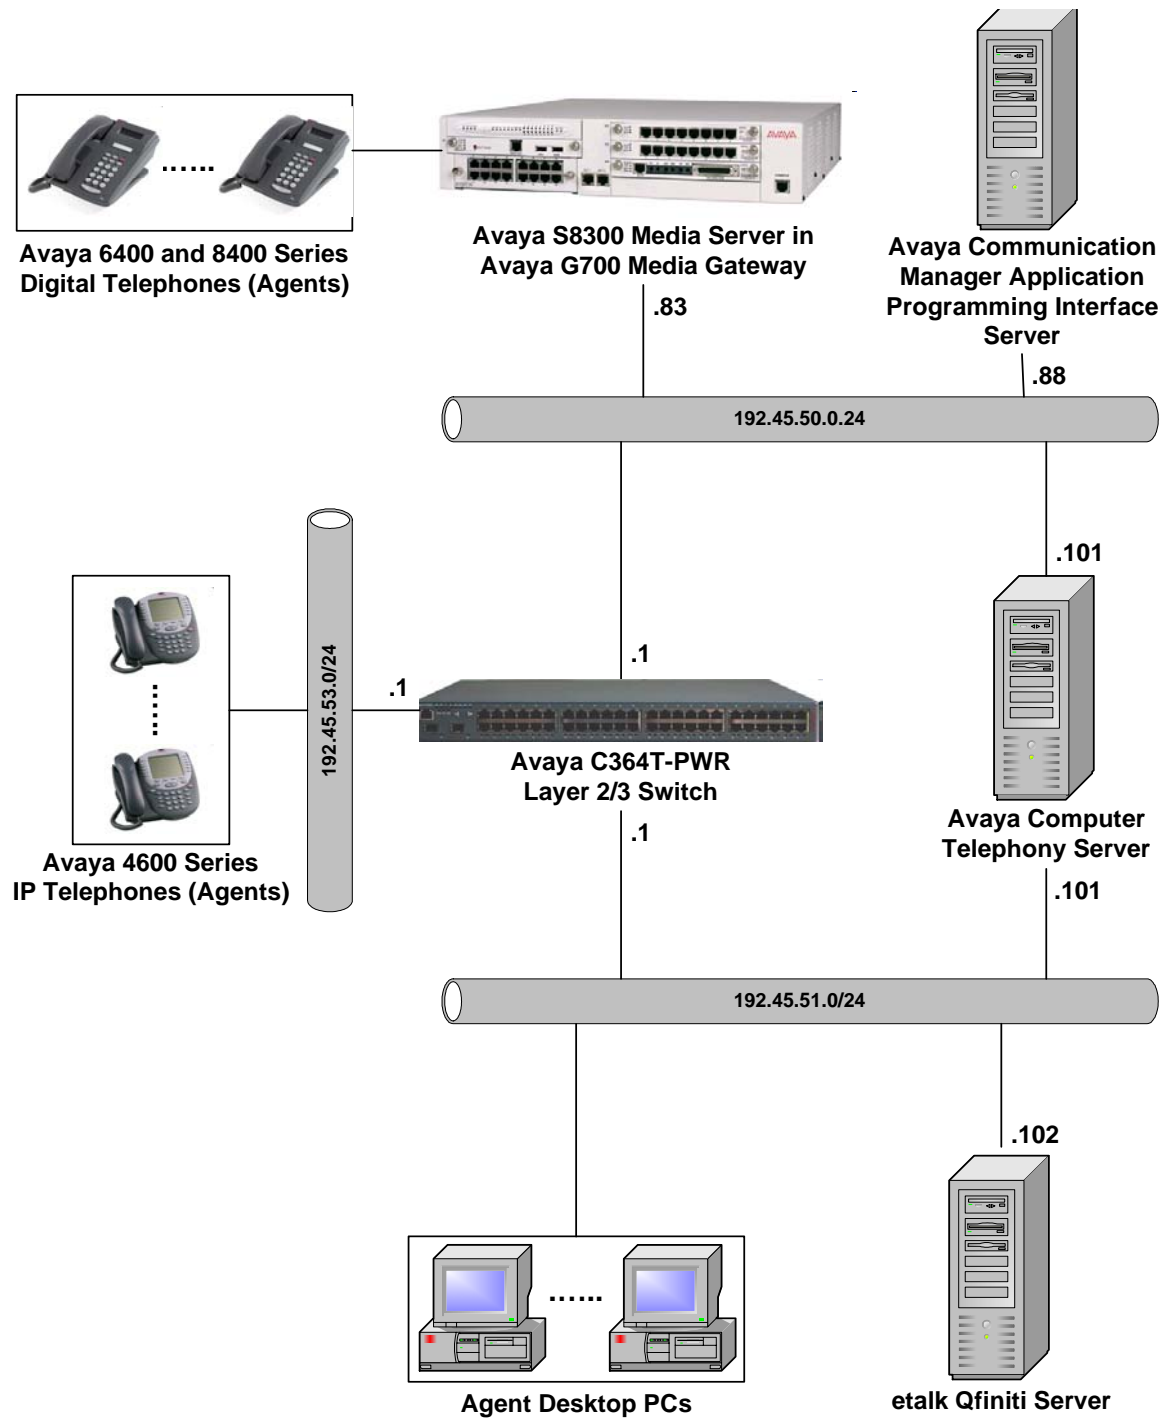 AVAYA
Avaya 6400 and 8400 Series
Digital Telephones (Agents)
Avaya S8300 Media Server in
Avaya G700 Media Gateway
.83
Avaya Communication
Manager Application
Programming Interface
Server
.88
192.45.50.0.24
.101
192.45.53.0/24
.1
.1
Avaya C364T-PWR
Layer 2/3 Switch
.1
Avaya 4600 Series
IP Telephones (Agents)
Avaya Computer
Telephony Server
.101
192.45.51.0/24
.102
Agent Desktop PCs
etalk Qfiniti Server